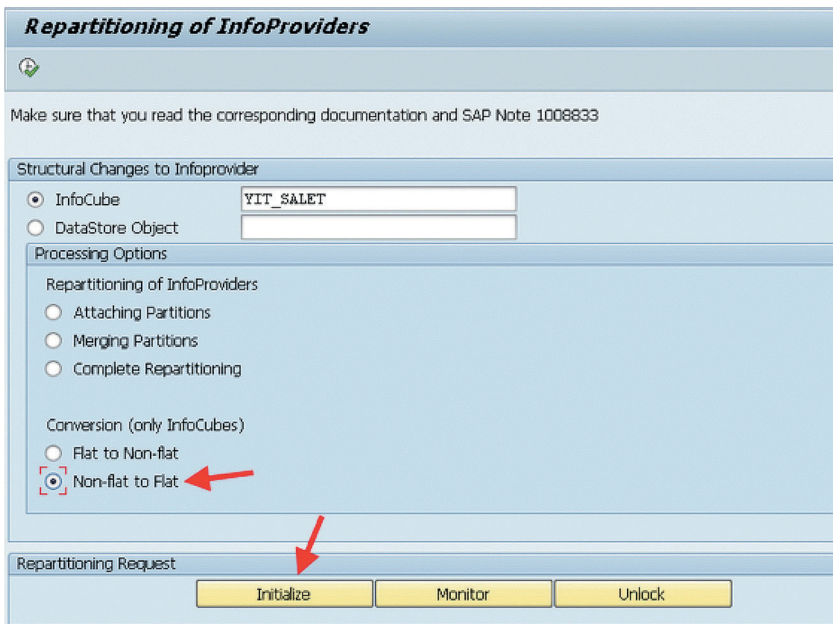 Repartitioning of InfoProviders
Make sure that you read the corresponding documentation and SAP Note 1008833
Structural Changes to Infoprovider
InfoCube YIT_SALET
DataStore Object
Processing Options
Repartitioning of InfoProviders
Attaching Partitions
Merging Partitions
Complete Repartitioning
Conversion (only InfoCubes)
Flat to Non-flat
Non-flat to Flat
Repartitioning Request
Initialize Monitor Unlock